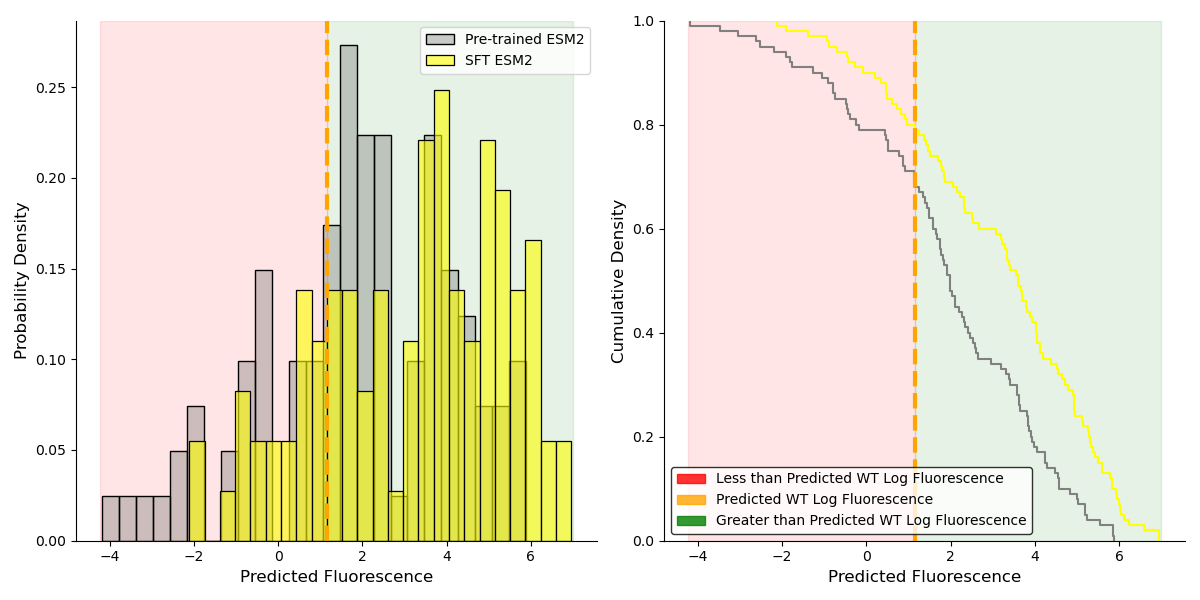 Pre-trained ESM2
SFT ESM2
0.25
0.20
0.15
0.10
0.05
0.00
Probability Density
−4
−2
0
2
4
6
Predicted Fluorescence
1.0
0.8
0.6
0.4
0.2
0.0
Cumulative Density
Less than Predicted WT Log Fluorescence
Predicted WT Log Fluorescence
Greater than Predicted WT Log Fluorescence
−4
−2
0
2
4
6
Predicted Fluorescence